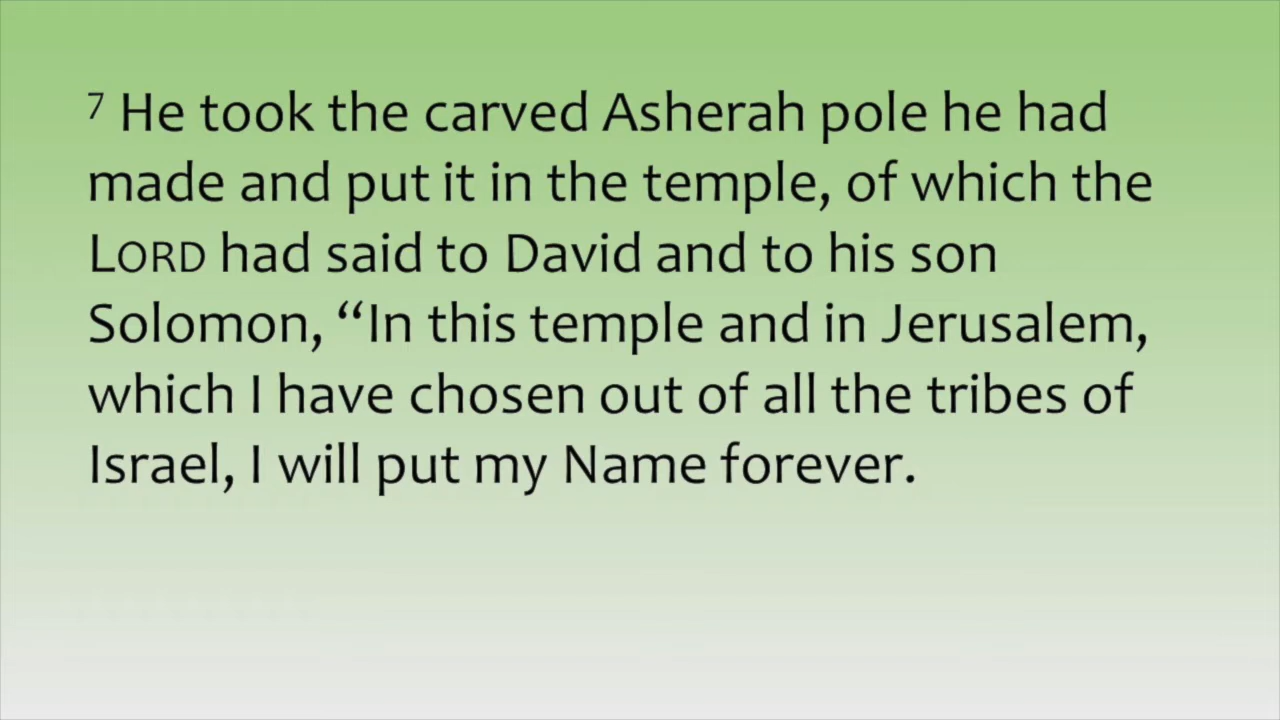 7 He took the carved Asherah pole he had
made and put it in the temple, of which the
LORD had said to David and to his son
Solomon, “In this temple and in Jerusalem,
which I have chosen out of all the tribes of
Israel, I will put my Name forever.